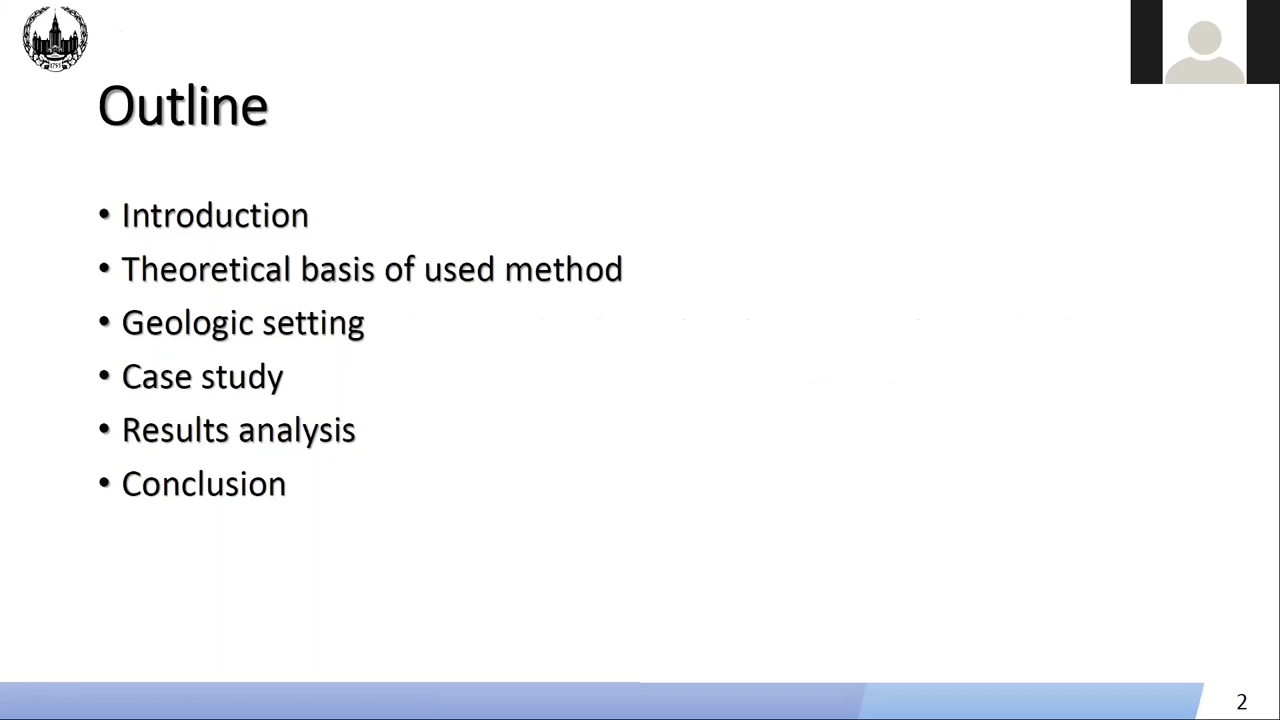 Outline
• Introduction
• Theoretical basis of used method
• Geologic setting
• Case study
• Results analysis
• Conclusion
2